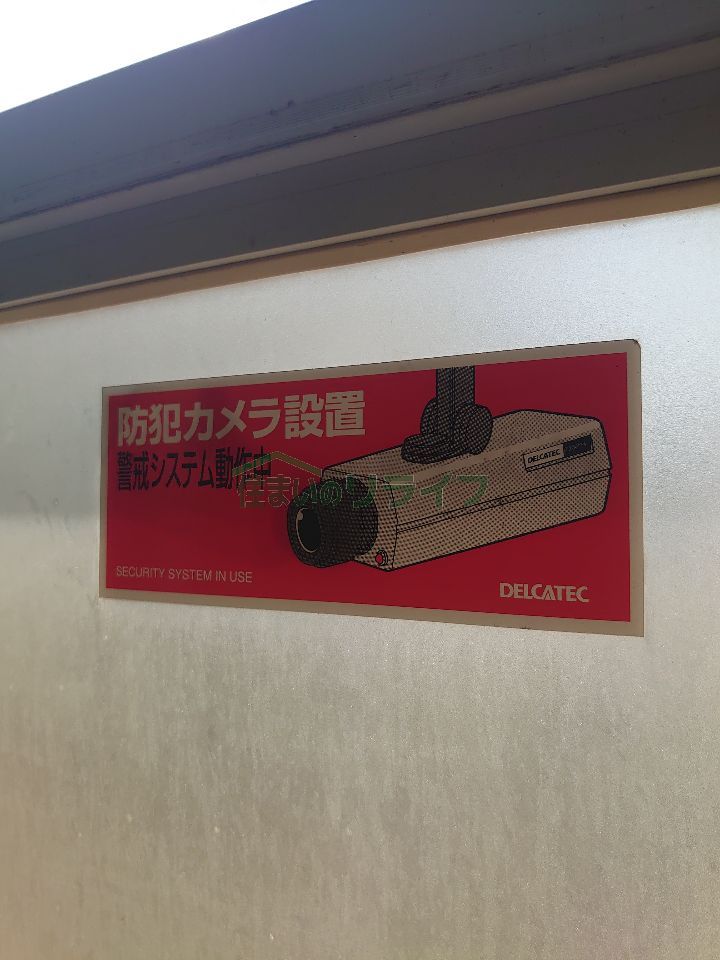 防犯カメラ設置
警戒システム動作中
住まいのリライフ
DELCATEC
SECURITY SYSTEM IN USE
DELCATEC